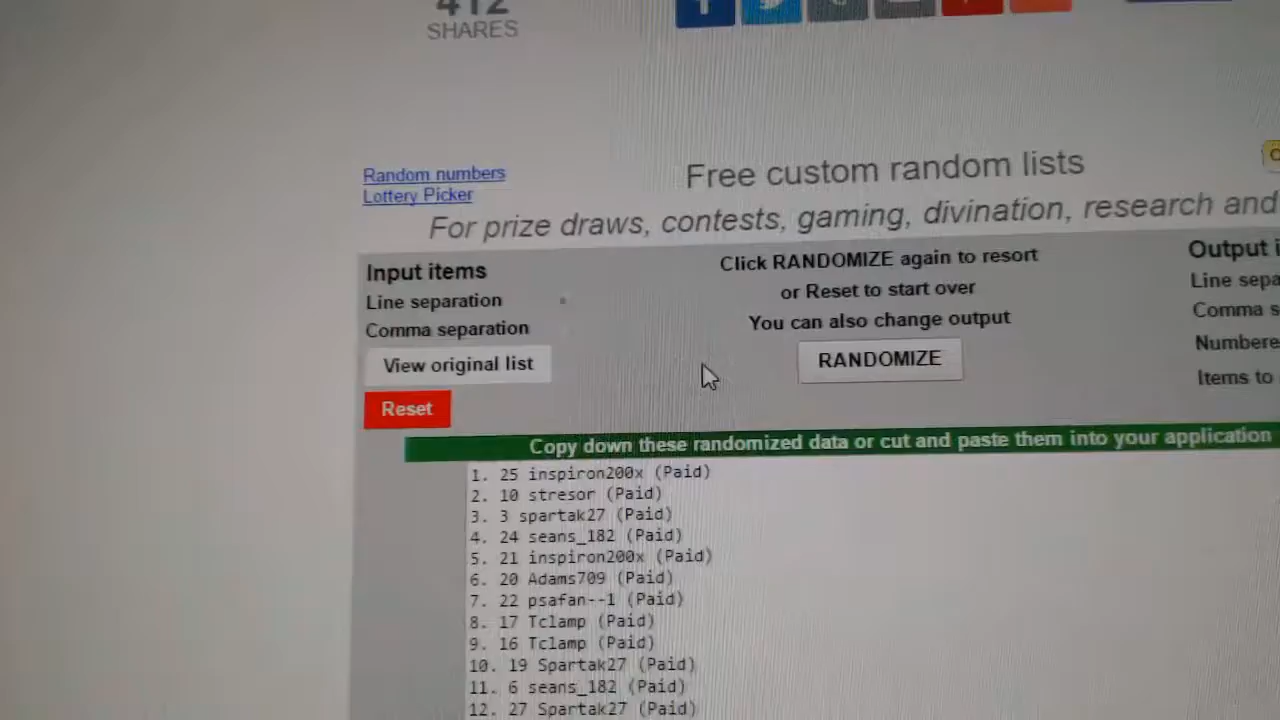 412
SHARES
Random numbers
Lottery Picker
Free custom random lists
For prize draws, contests, gaming, divination, research and
Input items
Line separation
Comma separation
View original list
Reset
Click RANDOMIZE again to resort
or Reset to start over
You can also change output
RANDOMIZE
Output i
Line sepa
Comma s
Numbere
Items to
Copy down these randomized data or cut and paste them into your application
1. 25 inspiron200x (Paid)
2. 10 stresor (Paid)
3. 3 spartak27 (Paid)
4. 24 seans_182 (Paid)
5. 21 inspiron200x (Paid)
6. 20 Adams709 (Paid)
7. 22 psafan--1 (Paid)
8. 17 Tclamp (Paid)
9. 16 Tclamp (Paid)
10. 19 Spartak27 (Paid)
11. 6 seans_182 (Paid)
12. 27 Spartak27 (Paid)